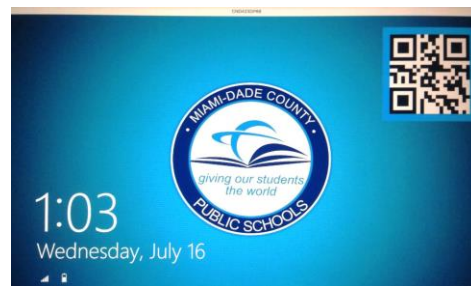 MIAMI-DADE COUNTY
giving our students
the world
PUBLIC SCHOOLS
1:03
Wednesday, July 16